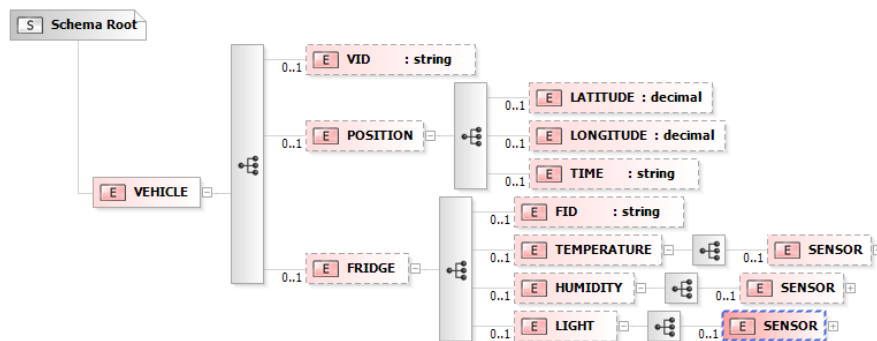 S Schema Root
E VID : string
0..1
E LATITUDE : decimal
0..1
E POSITION
0..1
E LONGITUDE : decimal
0..1
E TIME : string
0..1
E VEHICLE
E FID : string
0..1
E TEMPERATURE
0..1
E SENSOR
0..1
E FRIDGE
0..1
E HUMIDITY
0..1
E SENSOR
0..1
E LIGHT
0..1
E SENSOR
0..1